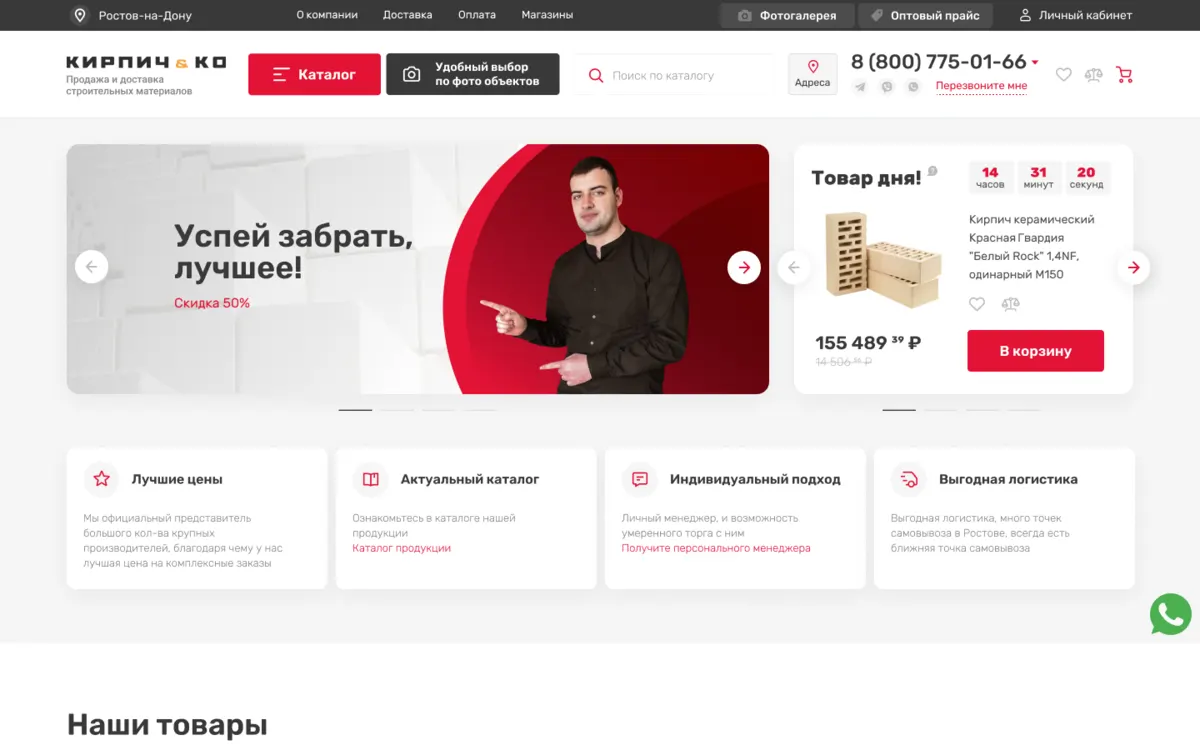 Ростов-на-Дону
О компании
Доставка
Оплата
Магазины
Фотогалерея
Оптовый прайс
Личный кабинет
КИРПИЧ & КО
Продажа и доставка
строительных материалов
Каталог
Удобный выбор
по фото объектов
Поиск по каталогу
Адреса
8 (800) 775-01-66
Перезвоните мне
Успей забрать,
лучшее!
Скидка 50%
Товар дня!
14
часов
31
минут
20
секунд
Кирпич керамический
Красная Гвардия
"Белый Rock" 1,4NF,
одинарный М150
155 489 39 ₽
В корзину
Лучшие цены
Мы официальный представитель
большого кол-ва крупных
производителей, благодаря чему у нас
лучшая цена на комплексные заказы
Актуальный каталог
Ознакомьтесь в каталоге нашей
продукции
Каталог продукции
Индивидуальный подход
Личный менеджер, и возможность
умеренного торга с ним
Получите персонального менеджера
Выгодная логистика
Выгодная логистика, много точек
самовывоза в Ростове, всегда есть
ближняя точка самовывоза
Наши товары